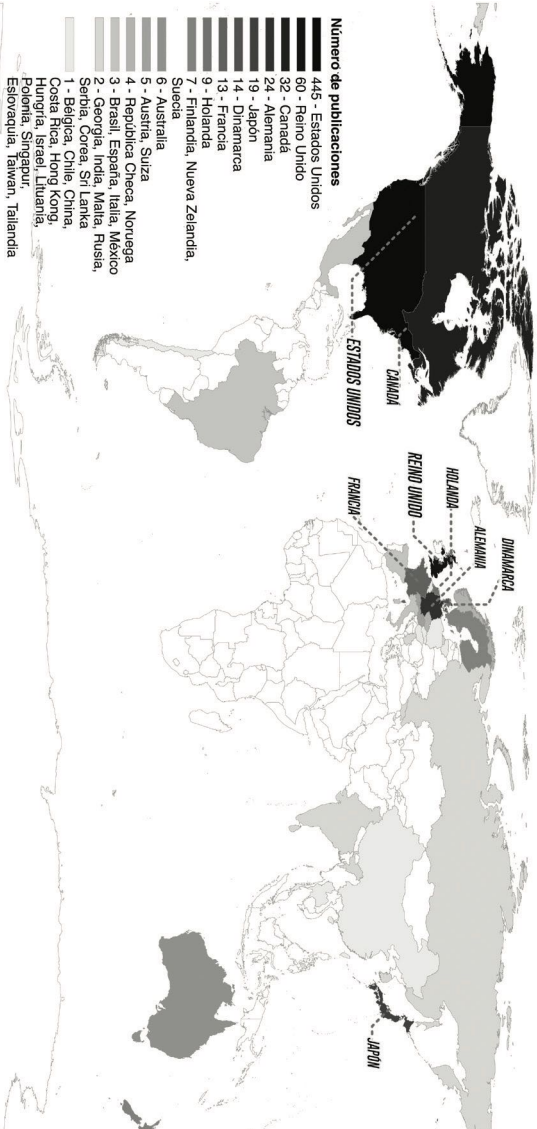 CANADÁ
ESTADOS UNIDOS
DINAMARCA
ALEMANIA
HOLANDA
REINO UNIDO
FRANCIA
JAPÓN
Número de publicaciones
445 - Estados Unidos
60 - Reino Unido
32 - Canadá
24 - Alemania
19 - Japón
14 - Dinamarca
13 - Francia
9 - Holanda
7 - Finlandia, Nueva Zelandia,
Suecia
6 - Australia
5 - Austria, Suiza
4 - República Checa, Noruega
3 - Brasil, España, Italia, México
2 - Georgia, India, Malta, Rusia,
Serbia, Corea, Sri Lanka
1 - Bélgica, Chile, China,
Costa Rica, Hong Kong,
Hungría, Israel, Lituania,
Polonia, Singapur,
Eslovaquia, Taiwan, Tailandia